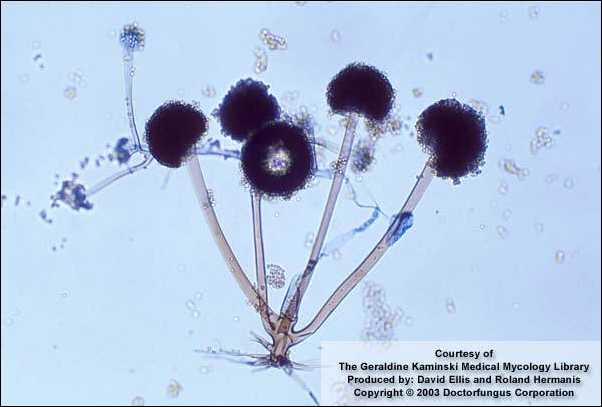 Courtesy of
The Geraldine Kaminski Medical Mycology Library
Produced by: David Ellis and Roland Hermanis
Copyright © 2003 Doctorfungus Corporation